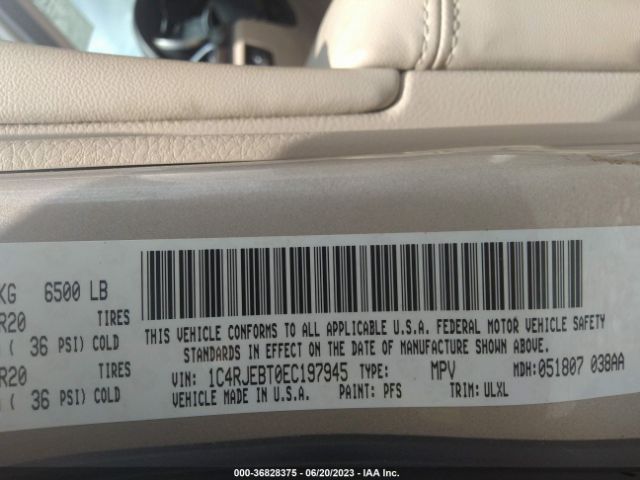 KG 6500 LB
R20 TIRES
( 36 PSI) COLD
R20 TIRES
( 36 PSI) COLD
THIS VEHICLE CONFORMS TO ALL APPLICABLE U.S.A. FEDERAL MOTOR VEHICLE SAFETY
STANDARDS IN EFFECT ON THE DATE OF MANUFACTURE SHOWN ABOVE.
VIN: 1C4RJEBT0EC197945 TYPE: MPV MDH: 051807 038AA
VEHICLE MADE IN U.S.A. PAINT: PFS TRIM: ULXL
000-36828375 - 06/20/2023 - IAA Inc.